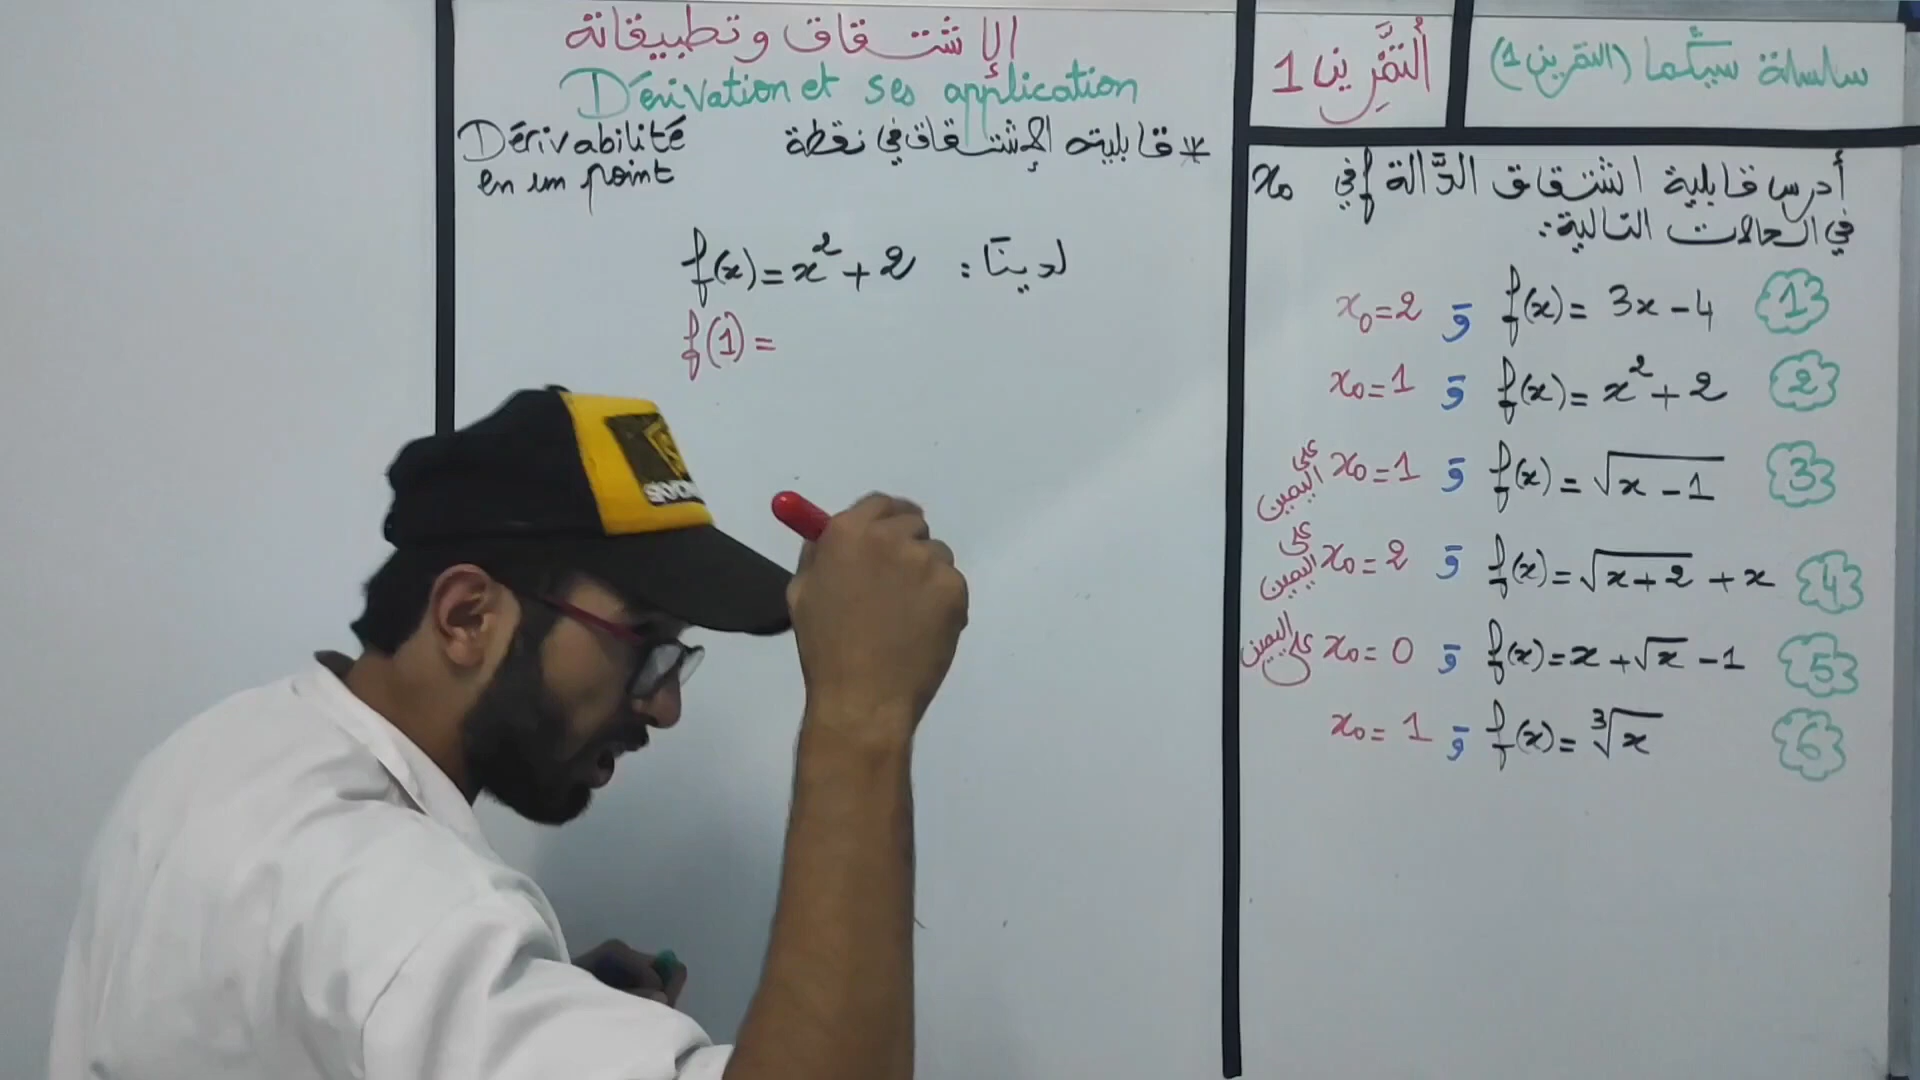 الإشتقاق وتطبيقاته
Dérivation et ses application
Dérivabilité
en un point
* قابلية الإشتقاق في نقطة
لدينا : f(x) = x² + 2
f(1) =
سلسلة سيگما (التمرين 1)
التمرين 1
أدرس قابلية اشتقاق الدالة f في x₀
في الحالات التالية :
1 f(x) = 3x - 4 و x₀ = 2
2 f(x) = x² + 2 و x₀ = 1
3 f(x) = √(x - 1) و x₀ = 1 على اليمين
4 f(x) = √(x + 2) + x و x₀ = 2 على اليمين
5 f(x) = x + √x - 1 و x₀ = 0 على اليمين
6 f(x) = ∛x و x₀ = 1